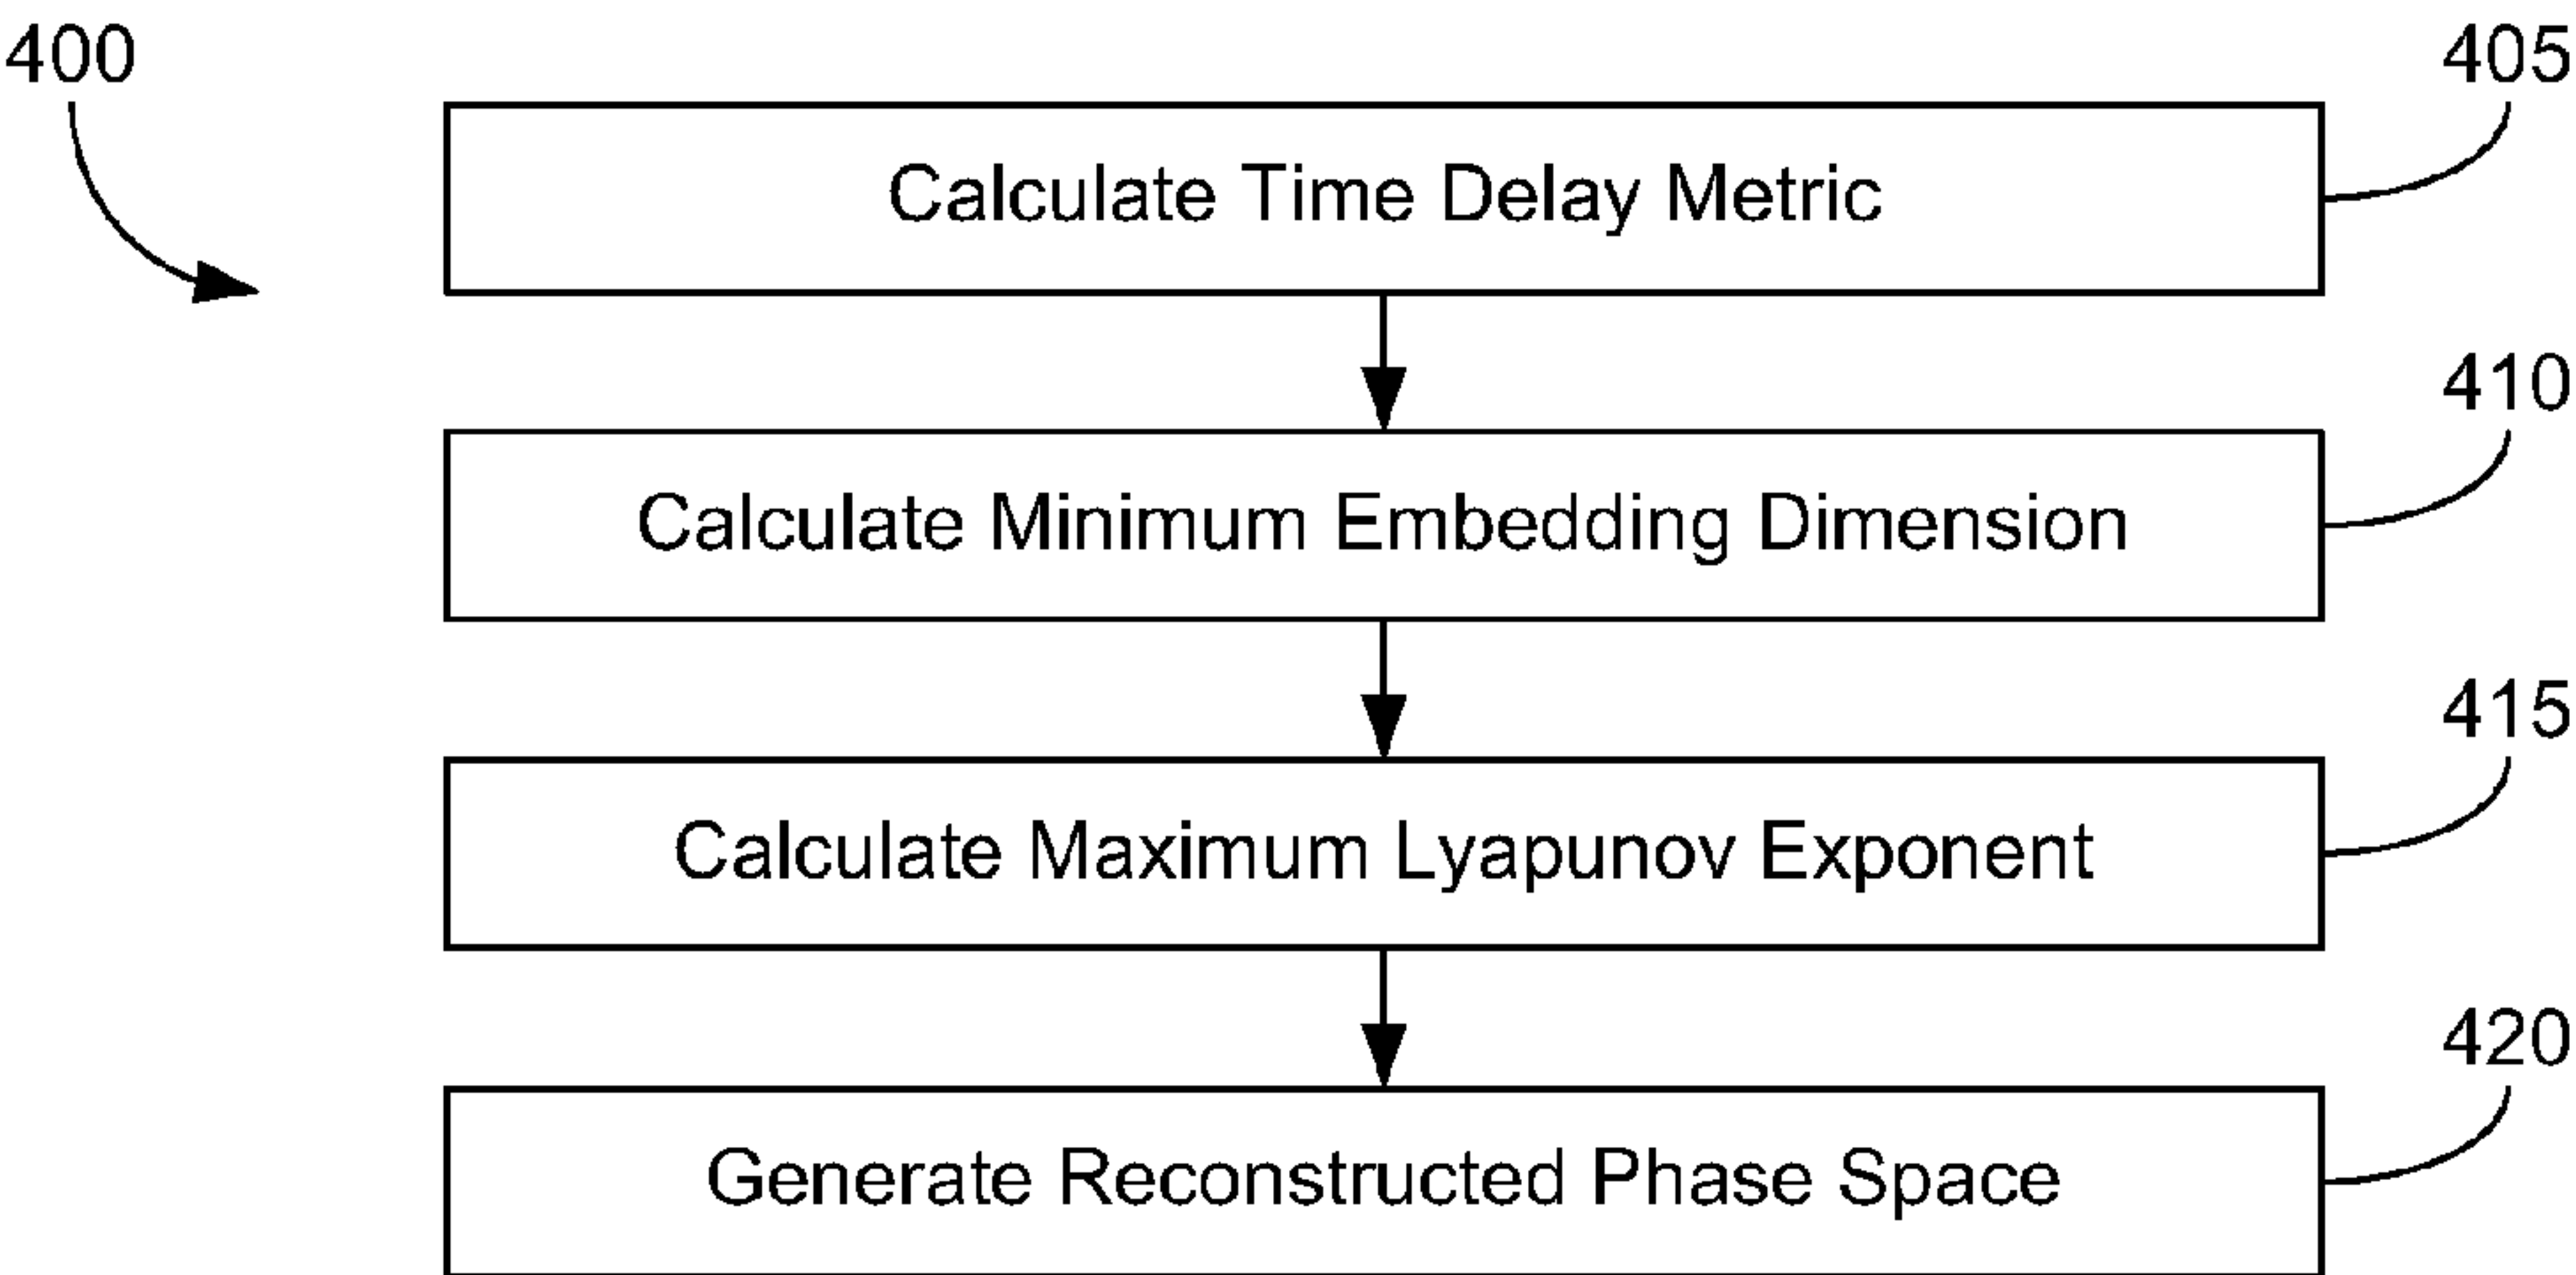 400
405
Calculate Time Delay Metric
410
Calculate Minimum Embedding Dimension
415
Calculate Maximum Lyapunov Exponent
420
Generate Reconstructed Phase Space